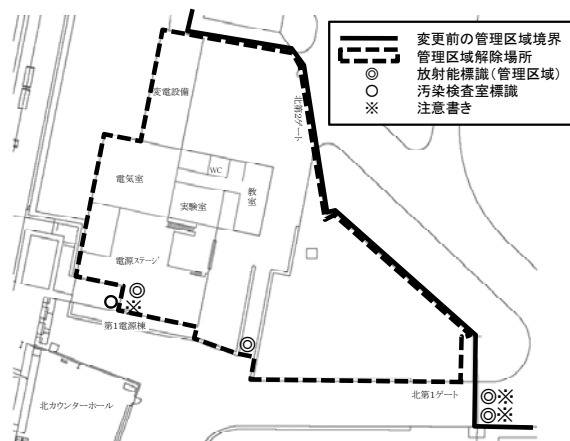 変更前の管理区域境界
管理区域解除場所
◎ 放射能標識(管理区域)
○ 汚染検査室標識
※ 注意書き
変電設備
北第2ゲート
電気室
WC
教室
実験室
電源ステージ
◎
○※
第1電源棟
◎
北第1ゲート
◎※
◎※
北カウンターホール